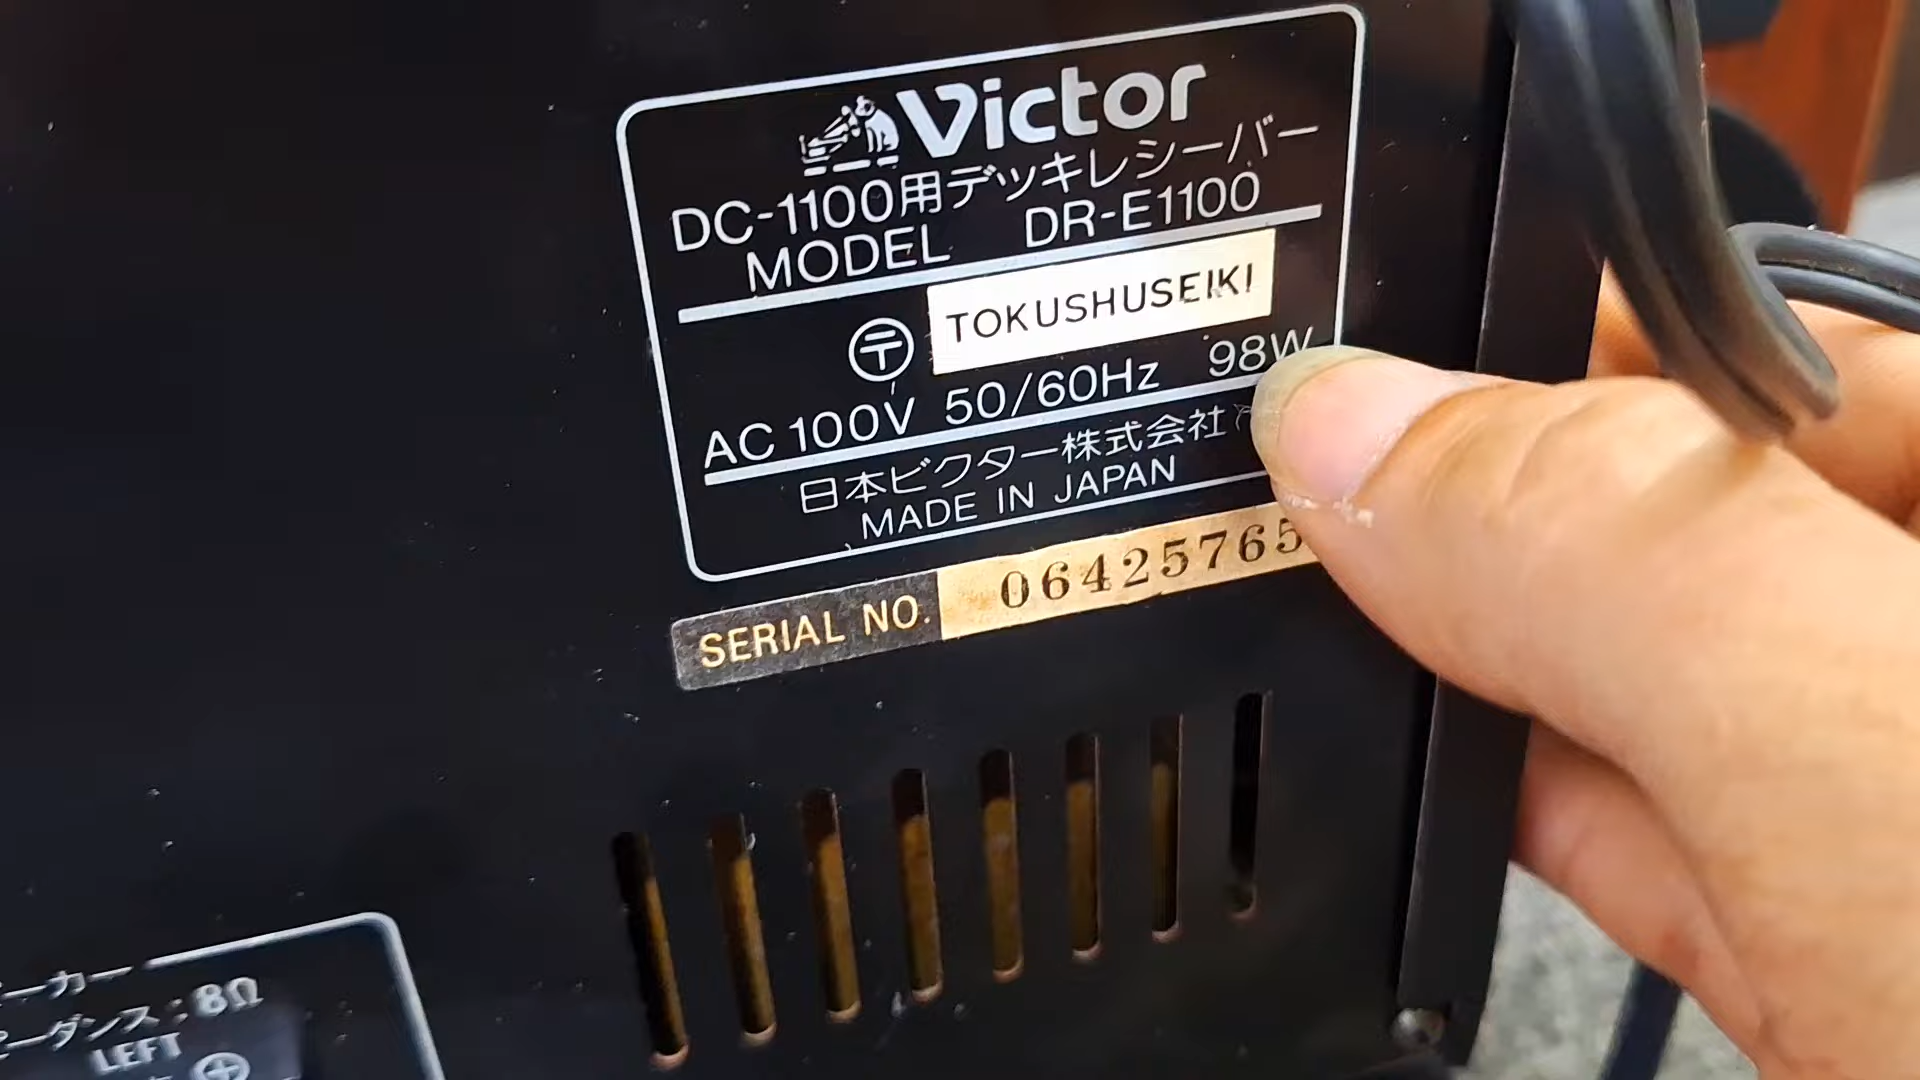 Victor
DC-1100用デッキレシーバー
MODEL DR-E1100
〒 TOKUSHUSEIKI
AC 100V 50/60Hz 98W
日本ビクター株式会社
MADE IN JAPAN
SERIAL NO. 06425765
ーカー
ーダンス:8Ω
LEFT
⊕